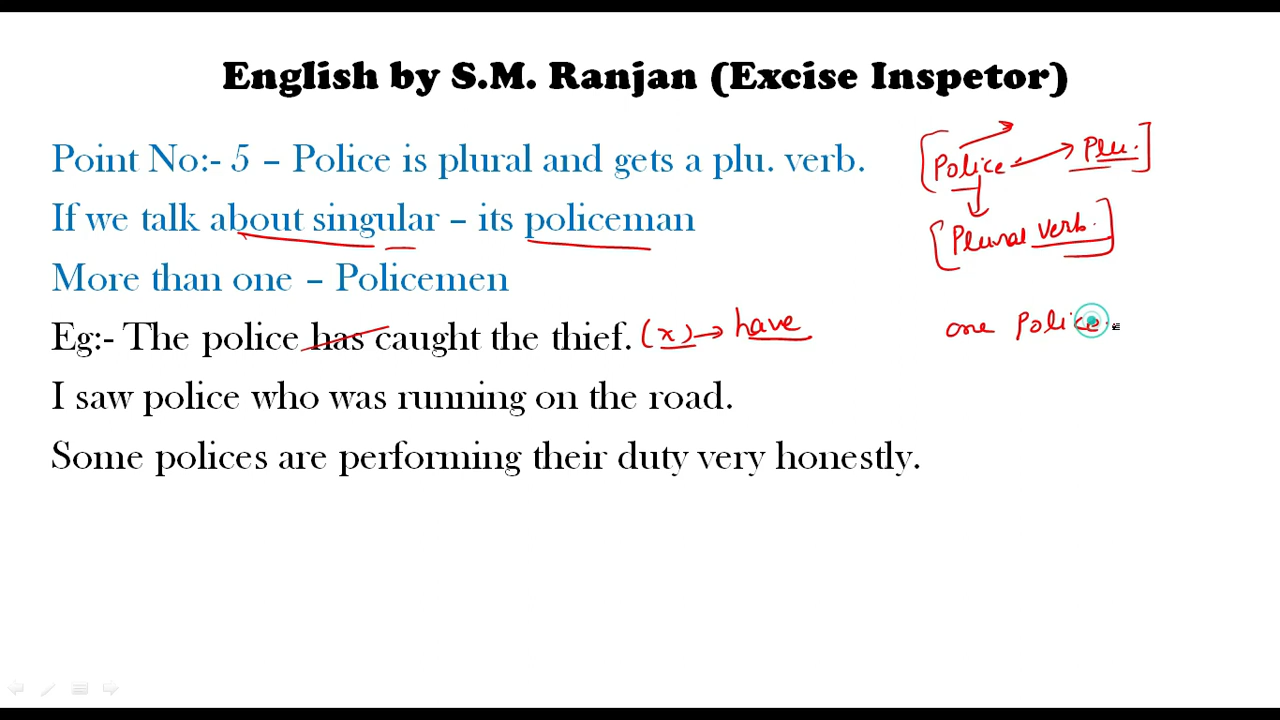 English by S.M. Ranjan (Excise Inspetor)
Point No:- 5 – Police is plural and gets a plu. verb.
If we talk about singular – its policeman
More than one – Policemen
Eg:- The police has caught the thief. (x) → have
I saw police who was running on the road.
Some polices are performing their duty very honestly.
[Police → Plu.]
[Plural verb.]
one Police